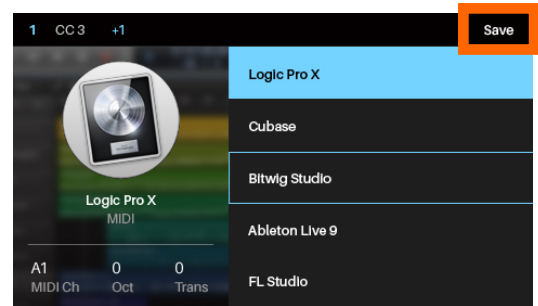 1 CC 3 +1 Save
Logic Pro X
Cubase
Bitwig Studio
Ableton Live 9
FL Studio
Logic Pro X
MIDI
A1 0 0
MIDI Ch Oct Trans